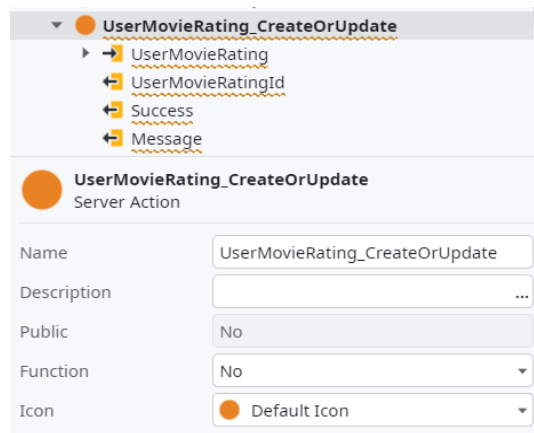 UserMovieRating_CreateOrUpdate
UserMovieRating
UserMovieRatingId
Success
Message
UserMovieRating_CreateOrUpdate
Server Action
Name UserMovieRating_CreateOrUpdate
Description ...
Public No
Function No
Icon Default Icon